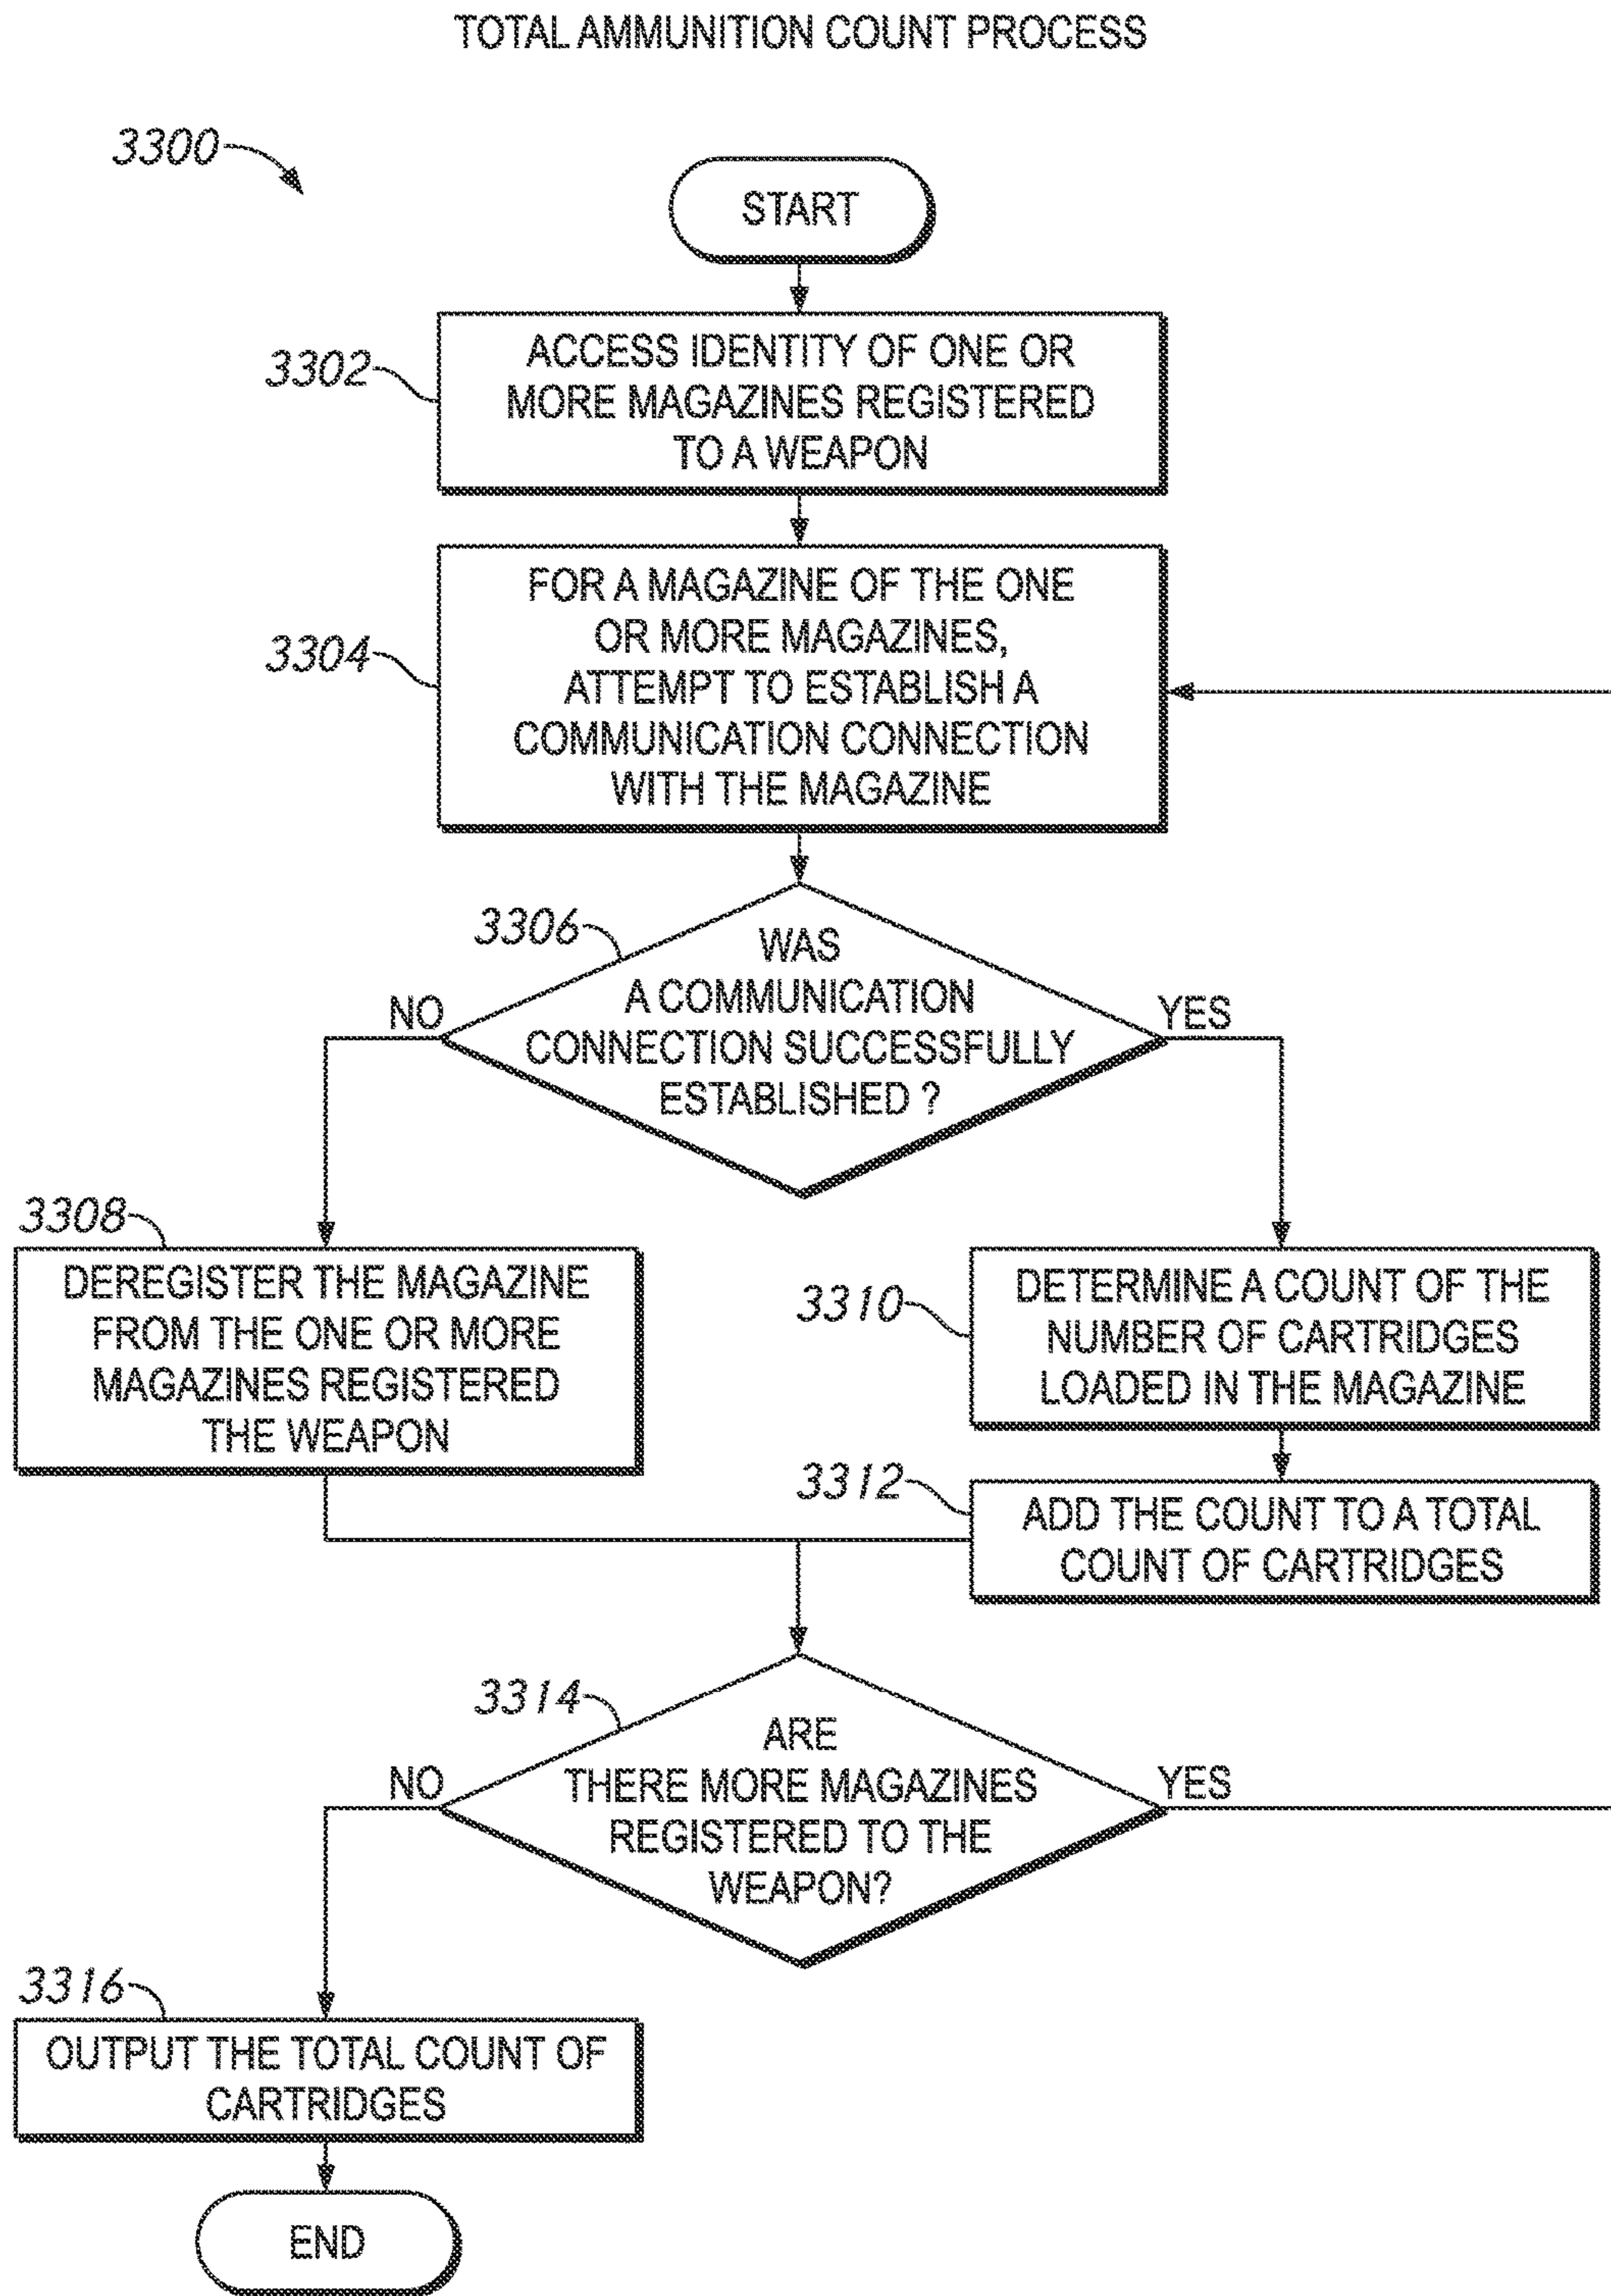 TOTAL AMMUNITION COUNT PROCESS
3300
START
3302
ACCESS IDENTITY OF ONE OR
MORE MAGAZINES REGISTERED
TO A WEAPON
3304
FOR A MAGAZINE OF THE ONE
OR MORE MAGAZINES,
ATTEMPT TO ESTABLISH A
COMMUNICATION CONNECTION
WITH THE MAGAZINE
3306
WAS
A COMMUNICATION
CONNECTION SUCCESSFULLY
ESTABLISHED ?
NO
YES
3308
DEREGISTER THE MAGAZINE
FROM THE ONE OR MORE
MAGAZINES REGISTERED
THE WEAPON
3310
DETERMINE A COUNT OF THE
NUMBER OF CARTRIDGES
LOADED IN THE MAGAZINE
3312
ADD THE COUNT TO A TOTAL
COUNT OF CARTRIDGES
3314
ARE
THERE MORE MAGAZINES
REGISTERED TO THE
WEAPON?
NO
YES
3316
OUTPUT THE TOTAL COUNT OF
CARTRIDGES
END